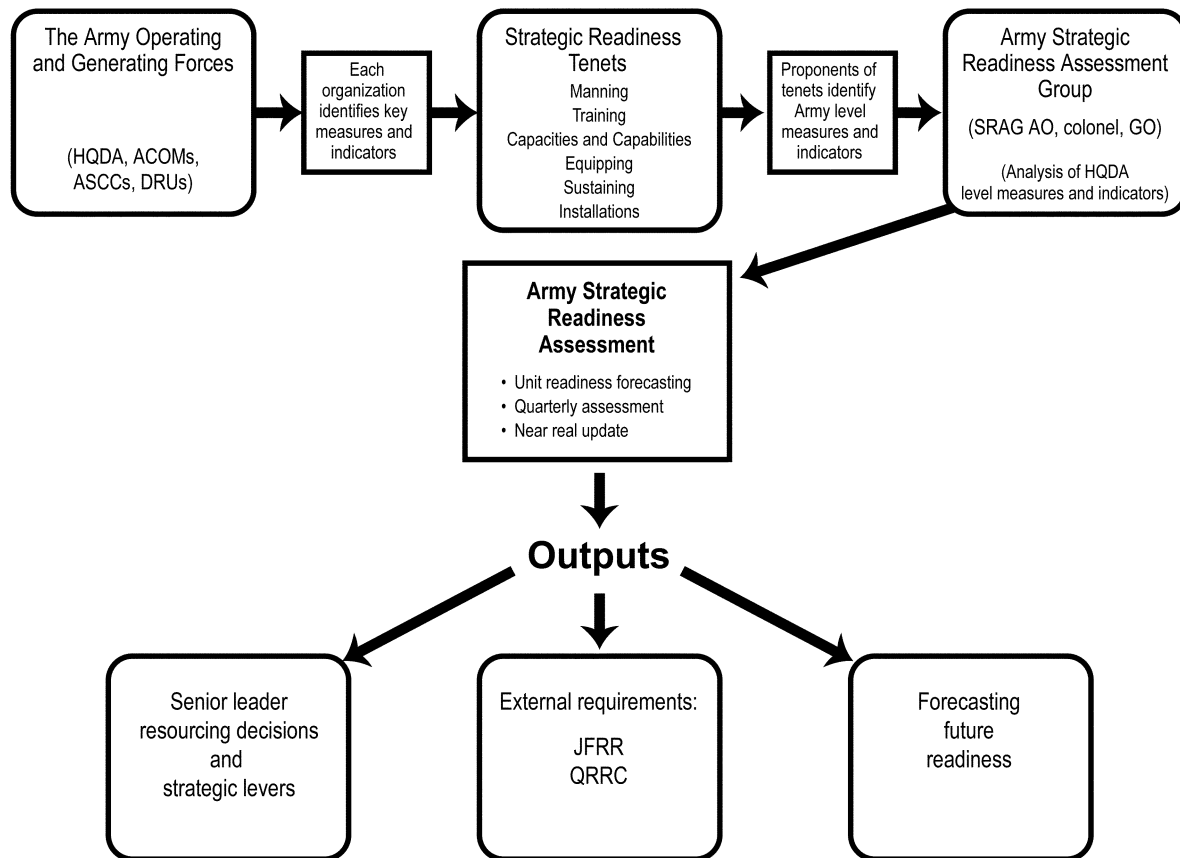 The Army Operating
and Generating Forces
(HQDA, ACOMs,
ASCCs, DRUs)
Each
organization
identifies key
measures and
indicators
Strategic Readiness
Tenets
Manning
Training
Capacities and Capabilities
Equipping
Sustaining
Installations
Proponents of
tenets identify
Army level
measures and
indicators
Army Strategic
Readiness Assessment
Group
(SRAG AO, colonel, GO)
(Analysis of HQDA
level measures and indicators)
Army Strategic
Readiness
Assessment
• Unit readiness forecasting
• Quarterly assessment
• Near real update
Outputs
Senior leader
resourcing decisions
and
strategic levers
External requirements:
JFRR
QRRC
Forecasting
future
readiness